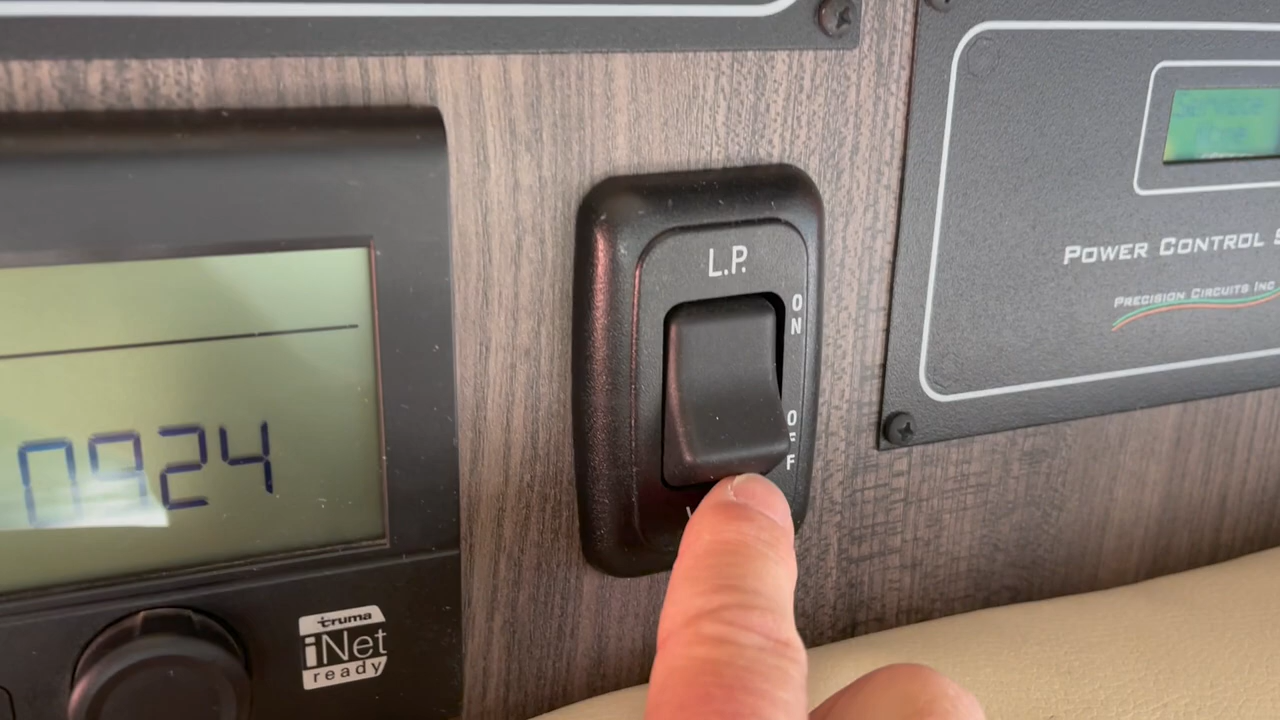 L.P.
ON
OFF
0924
truma
iNet
ready
POWER CONTROL
PRECISION CIRCUITS INC